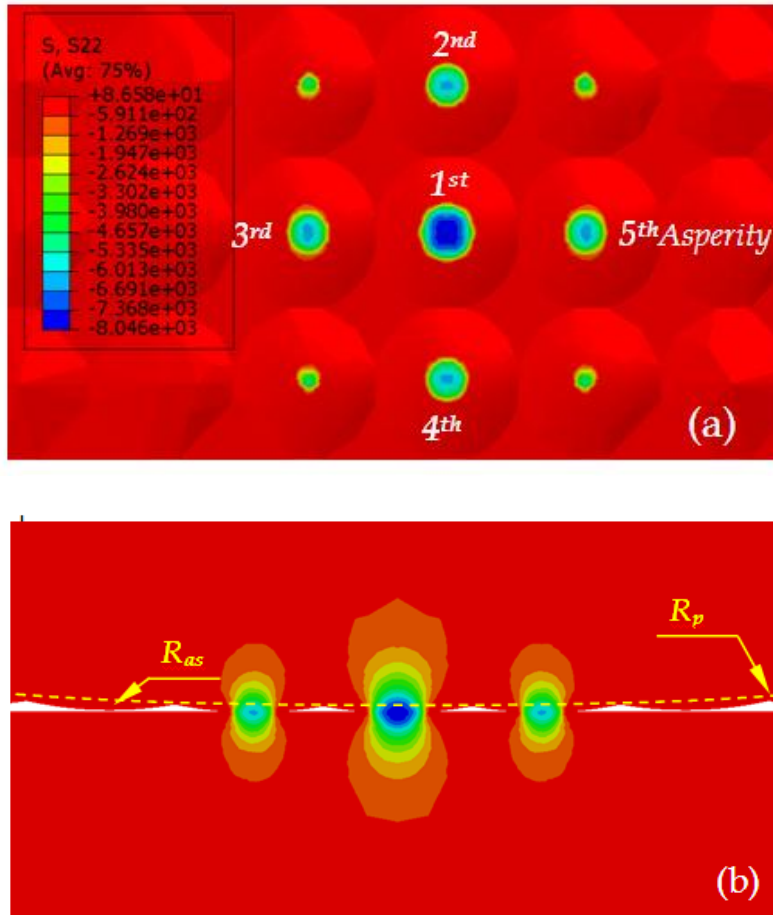 S, S22
(Avg: 75%)
+8.658e+01
-5.911e+02
-1.269e+03
-1.947e+03
-2.624e+03
-3.302e+03
-3.980e+03
-4.657e+03
-5.335e+03
-6.013e+03
-6.691e+03
-7.368e+03
-8.046e+03
2nd
1st
3rd
5th Asperity
4th
(a)
Ras
Rp
(b)